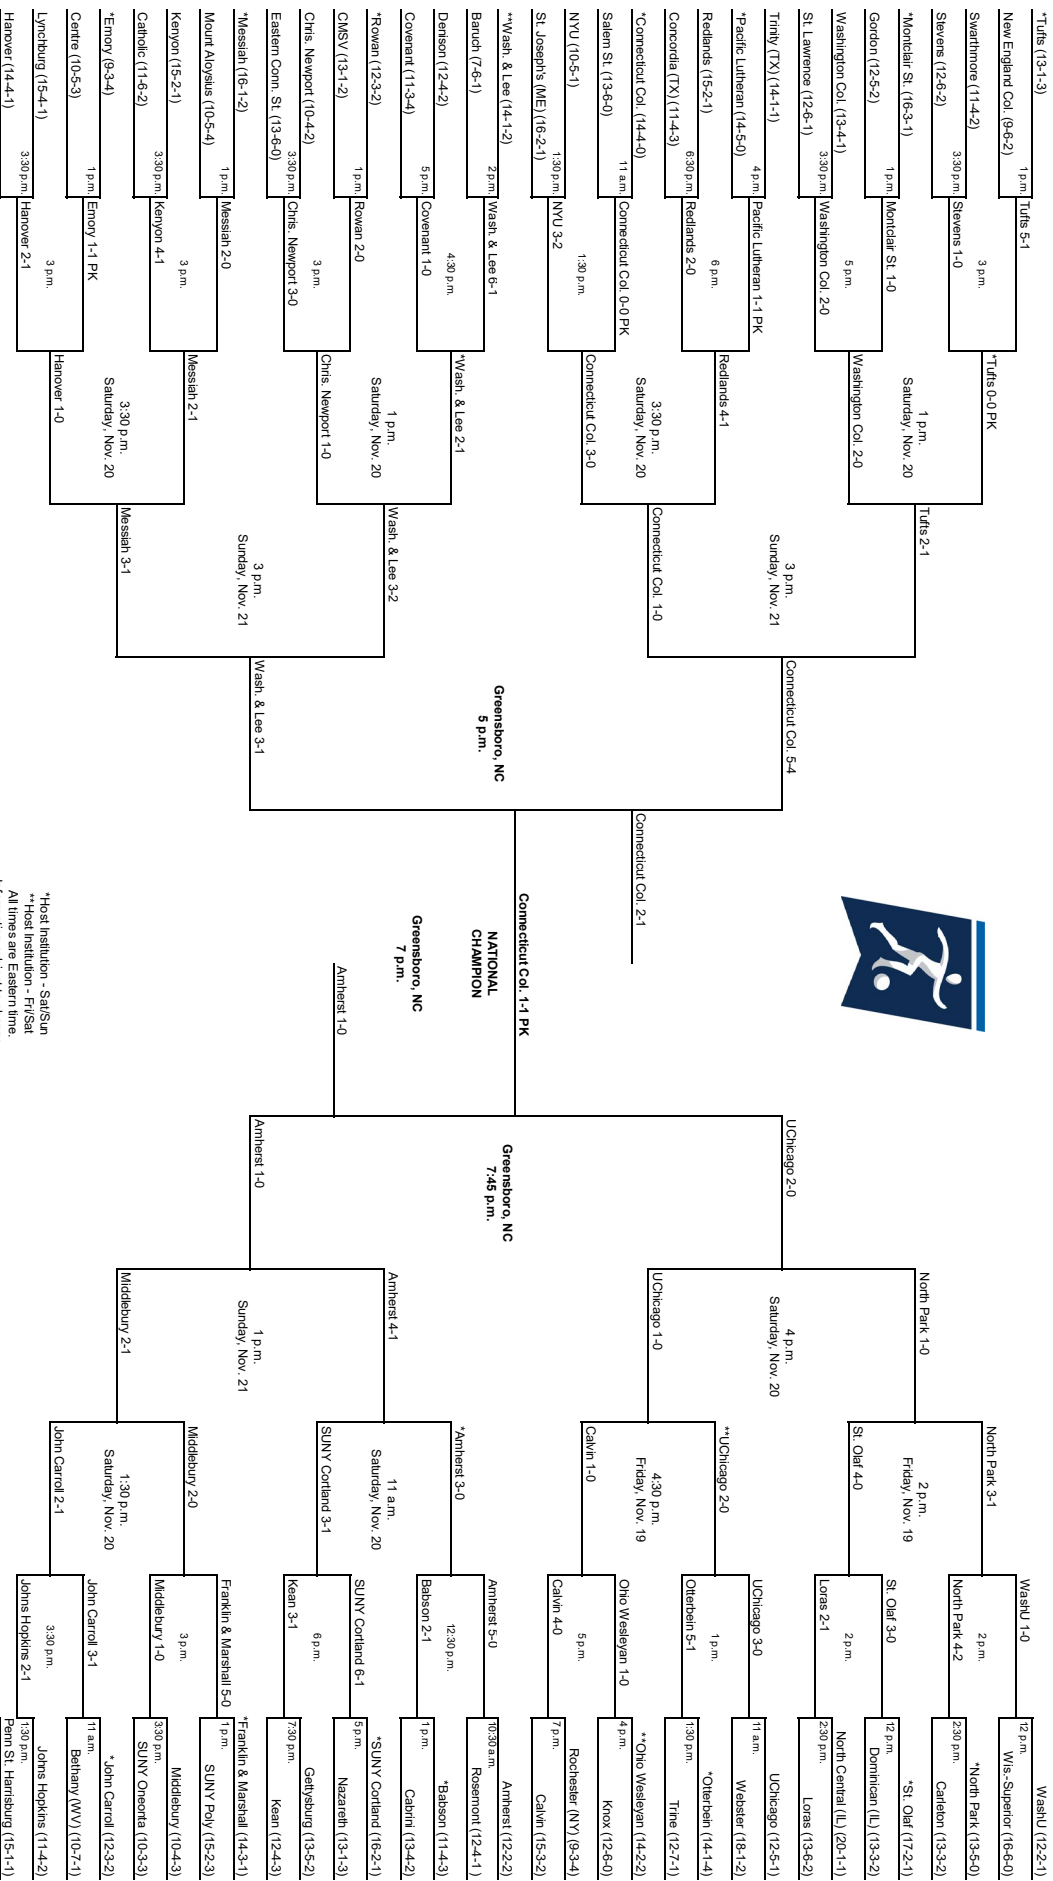 *Tufts (13-1-3)
1 p.m.
New England Col. (9-6-2)
Swarthmore (11-4-2)
3:30 p.m.
Stevens (12-6-2)
*Montclair St. (16-3-1)
1 p.m.
Gordon (12-5-2)
Washington Col. (13-4-1)
3:30 p.m.
St. Lawrence (12-6-1)
Trinity (TX) (14-1-1)
4 p.m.
*Pacific Lutheran (14-5-0)
Redlands (15-2-1)
6:30 p.m.
Concordia (TX) (11-4-3)
*Connecticut Col. (14-4-0)
11 a.m.
Salem St. (13-6-0)
NYU (10-5-1)
1:30 p.m.
St. Joseph's (ME) (16-2-1)
**Wash. & Lee (14-1-2)
2 p.m.
Baruch (7-6-1)
Denison (12-4-2)
5 p.m.
Covenant (11-3-4)
*Rowan (12-3-2)
1 p.m.
CMSV (13-1-2)
Chris. Newport (10-4-2)
3:30 p.m.
Eastern Conn. St. (13-6-0)
*Messiah (16-1-2)
1 p.m.
Mount Aloysius (10-5-4)
Kenyon (15-2-1)
3:30 p.m.
Catholic (11-6-2)
*Emory (9-3-4)
1 p.m.
Centre (10-5-3)
Lynchburg (15-4-1)
3:30 p.m.
Hanover (14-4-1)
Tufts 5-1
3 p.m.
Stevens 1-0
Montclair St. 1-0
5 p.m.
Washington Col. 2-0
Pacific Lutheran 1-1 PK
6 p.m.
Redlands 2-0
Connecticut Col. 0-0 PK
1:30 p.m.
NYU 3-2
Wash. & Lee 6-1
4:30 p.m.
Covenant 1-0
Rowan 2-0
3 p.m.
Chris. Newport 3-0
Messiah 2-0
3 p.m.
Kenyon 4-1
Emory 1-1 PK
3 p.m.
Hanover 2-1
*Tufts 0-0 PK
1 p.m.
Saturday, Nov. 20
Washington Col. 2-0
Redlands 4-1
3:30 p.m.
Saturday, Nov. 20
Connecticut Col. 3-0
*Wash. & Lee 2-1
1 p.m.
Saturday, Nov. 20
Chris. Newport 1-0
Messiah 2-1
3:30 p.m.
Saturday, Nov. 20
Hanover 1-0
Tufts 2-1
3 p.m.
Sunday, Nov. 21
Connecticut Col. 1-0
Wash. & Lee 3-2
3 p.m.
Sunday, Nov. 21
Messiah 3-1
Connecticut Col. 5-4
Greensboro, NC
5 p.m.
Wash. & Lee 3-1
Connecticut Col. 2-1
Connecticut Col. 1-1 PK
NATIONAL
CHAMPION
Greensboro, NC
7 p.m.
Amherst 1-0
*Host Institution - Sat/Sun
**Host Institution - Fri/Sat
All times are Eastern time.
UChicago 2-0
Greensboro, NC
7:45 p.m.
Amherst 1-0
North Park 1-0
4 p.m.
Saturday, Nov. 20
UChicago 1-0
Amherst 4-1
1 p.m.
Sunday, Nov. 21
Middlebury 2-1
North Park 3-1
2 p.m.
Friday, Nov. 19
St. Olaf 4-0
**UChicago 2-0
4:30 p.m.
Friday, Nov. 19
Calvin 1-0
*Amherst 3-0
11 a.m.
Saturday, Nov. 20
SUNY Cortland 3-1
Middlebury 2-0
1:30 p.m.
Saturday, Nov. 20
John Carroll 2-1
WashU 1-0
2 p.m.
North Park 4-2
St. Olaf 3-0
2 p.m.
Loras 2-1
UChicago 3-0
1 p.m.
Otterbein 5-1
Ohio Wesleyan 1-0
5 p.m.
Calvin 4-0
Amherst 5-0
12:30 p.m.
Babson 2-1
SUNY Cortland 6-1
6 p.m.
Kean 3-1
Franklin & Marshall 5-0
3 p.m.
Middlebury 1-0
John Carroll 3-1
3:30 p.m.
Johns Hopkins 2-1
WashU (12-2-1)
12 p.m.
Wis.-Superior (16-6-0)
*North Park (13-5-0)
2:30 p.m.
Carleton (13-3-2)
*St. Olaf (17-2-1)
12 p.m.
Dominican (IL) (13-3-2)
North Central (IL) (20-1-1)
2:30 p.m.
Loras (13-6-2)
UChicago (12-5-1)
11 a.m.
Webster (18-1-2)
*Otterbein (14-1-4)
1:30 p.m.
Trine (12-7-1)
**Ohio Wesleyan (14-2-2)
4 p.m.
Knox (12-6-0)
Rochester (NY) (9-3-4)
7 p.m.
Calvin (15-3-2)
Amherst (12-2-2)
10:30 a.m.
Rosemont (12-4-1)
*Babson (11-4-3)
1 p.m.
Cabrini (13-4-2)
*SUNY Cortland (16-2-1)
5 p.m.
Nazareth (13-1-3)
Gettysburg (13-5-2)
7:30 p.m.
Kean (12-4-3)
*Franklin & Marshall (14-3-1)
1 p.m.
SUNY Poly (15-2-3)
Middlebury (10-4-3)
3:30 p.m.
SUNY Oneonta (10-3-3)
*John Carroll (12-3-2)
11 a.m.
Bethany (WV) (10-7-1)
Johns Hopkins (11-4-2)
1:30 p.m.
Penn St. Harrisburg (15-1-1)